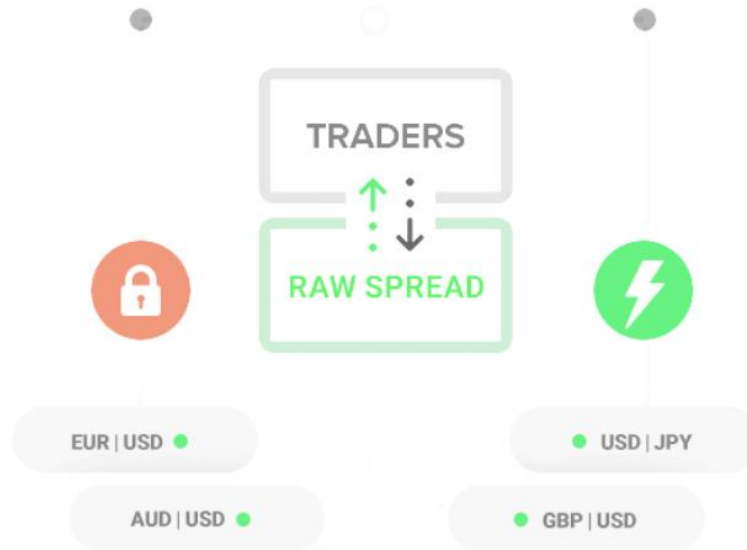 TRADERS
RAW SPREAD
EUR | USD
USD | JPY
AUD | USD
GBP | USD